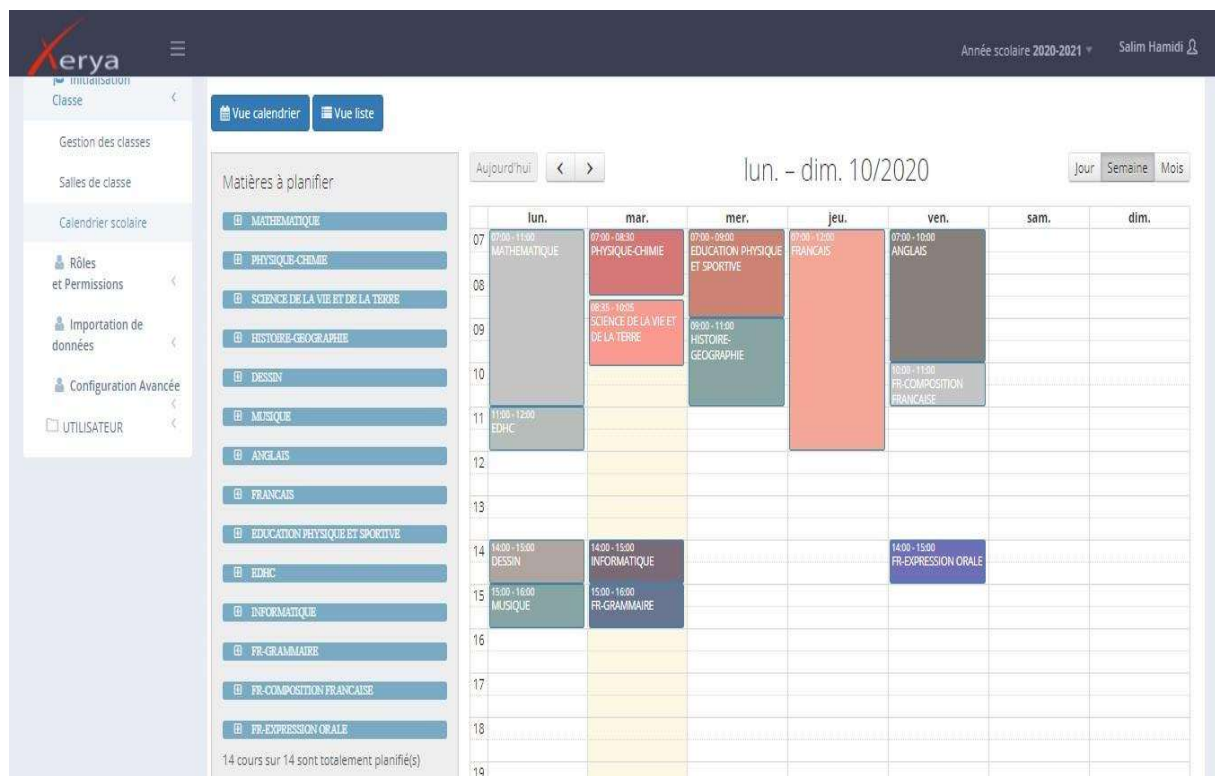 Xerya
Année scolaire 2020-2021
Salim Hamidi
Initialisation
Classe
Gestion des classes
Salles de classe
Calendrier scolaire
Rôles
et Permissions
Importation de
données
Configuration Avancée
UTILISATEUR
Vue calendrier
Vue liste
Matières à planifier
MATHEMATIQUE
PHYSIQUE-CHIMIE
SCIENCE DE LA VIE ET DE LA TERRE
HISTOIRE-GEOGRAPHIE
DESSIN
MUSIQUE
ANGLAIS
FRANCAIS
EDUCATION PHYSIQUE ET SPORTIVE
EDHC
INFORMATIQUE
FR-GRAMMAIRE
FR-COMPOSITION FRANCAISE
FR-EXPRESSION ORALE
14 cours sur 14 sont totalement planifié(s)
Aujourd'hui
lun. – dim. 10/2020
Jour Semaine Mois
lun. mar. mer. jeu. ven. sam. dim.
07
08
09
10
11
12
13
14
15
16
17
18
19
07:00 - 11:00
MATHEMATIQUE
11:00 - 12:00
EDHC
14:00 - 15:00
DESSIN
15:00 - 16:00
MUSIQUE
07:00 - 08:30
PHYSIQUE-CHIMIE
08:35 - 10:05
SCIENCE DE LA VIE ET
DE LA TERRE
14:00 - 15:00
INFORMATIQUE
15:00 - 16:00
FR-GRAMMAIRE
07:00 - 09:00
EDUCATION PHYSIQUE
ET SPORTIVE
09:00 - 11:00
HISTOIRE-
GEOGRAPHIE
07:00 - 12:00
FRANCAIS
07:00 - 10:00
ANGLAIS
10:00 - 11:00
FR-COMPOSITION
FRANCAISE
14:00 - 15:00
FR-EXPRESSION ORALE